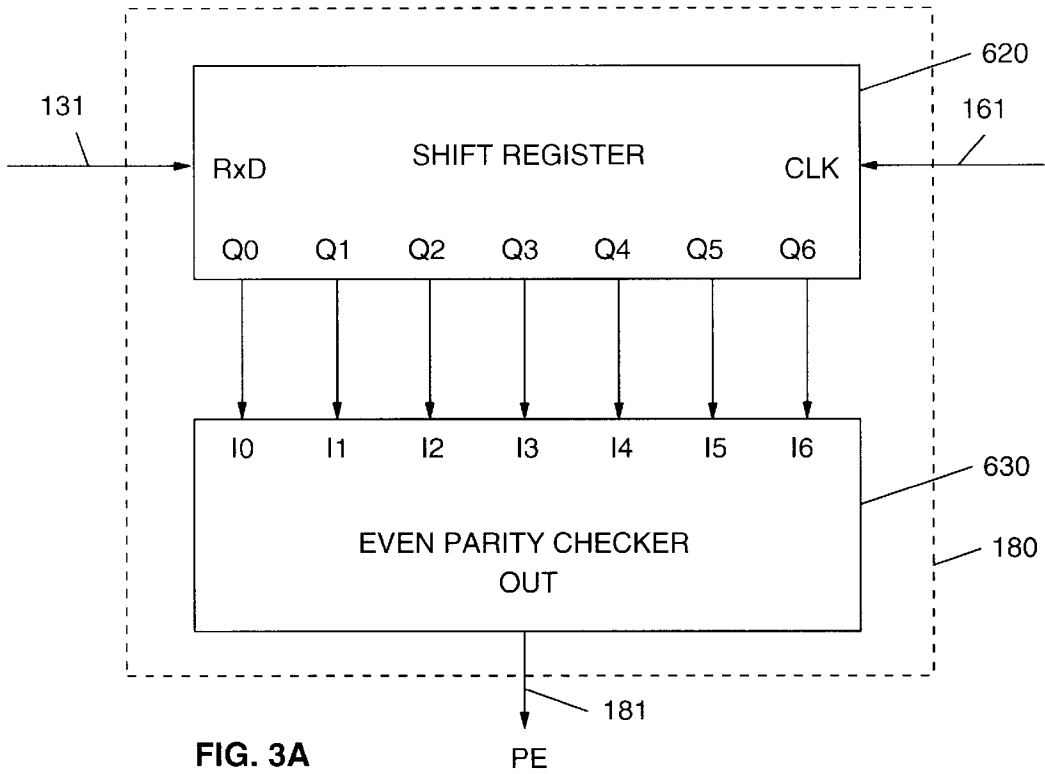 620
131
161
SHIFT REGISTER
RxD
CLK
Q0 Q1 Q2 Q3 Q4 Q5 Q6
I0 I1 I2 I3 I4 I5 I6
630
EVEN PARITY CHECKER
OUT
180
181
FIG. 3A
PE